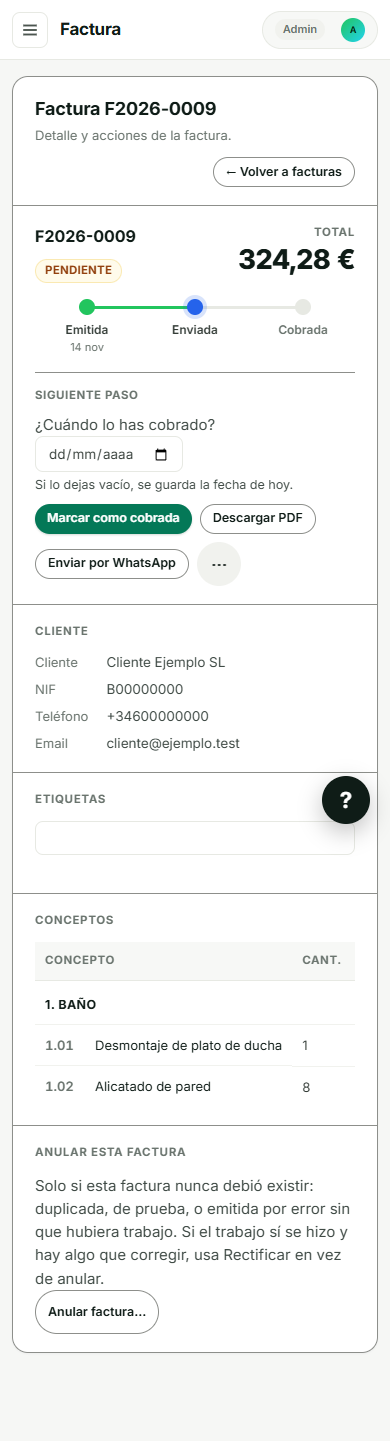 Factura
Admin
A
Factura F2026-0009
Detalle y acciones de la factura.
← Volver a facturas
F2026-0009
TOTAL
324,28 €
PENDIENTE
Emitida
Enviada
Cobrada
14 nov
SIGUIENTE PASO
¿Cuándo lo has cobrado?
dd/mm/aaaa
Si lo dejas vacío, se guarda la fecha de hoy.
Marcar como cobrada
Descargar PDF
Enviar por WhatsApp
...
CLIENTE
Cliente Cliente Ejemplo SL
NIF B00000000
Teléfono +34600000000
Email cliente@ejemplo.test
ETIQUETAS
?
CONCEPTOS
CONCEPTO CANT.
1. BAÑO
1.01 Desmontaje de plato de ducha 1
1.02 Alicatado de pared 8
ANULAR ESTA FACTURA
Solo si esta factura nunca debió existir:
duplicada, de prueba, o emitida por error sin
que hubiera trabajo. Si el trabajo sí se hizo y
hay algo que corregir, usa Rectificar en vez
de anular.
Anular factura...